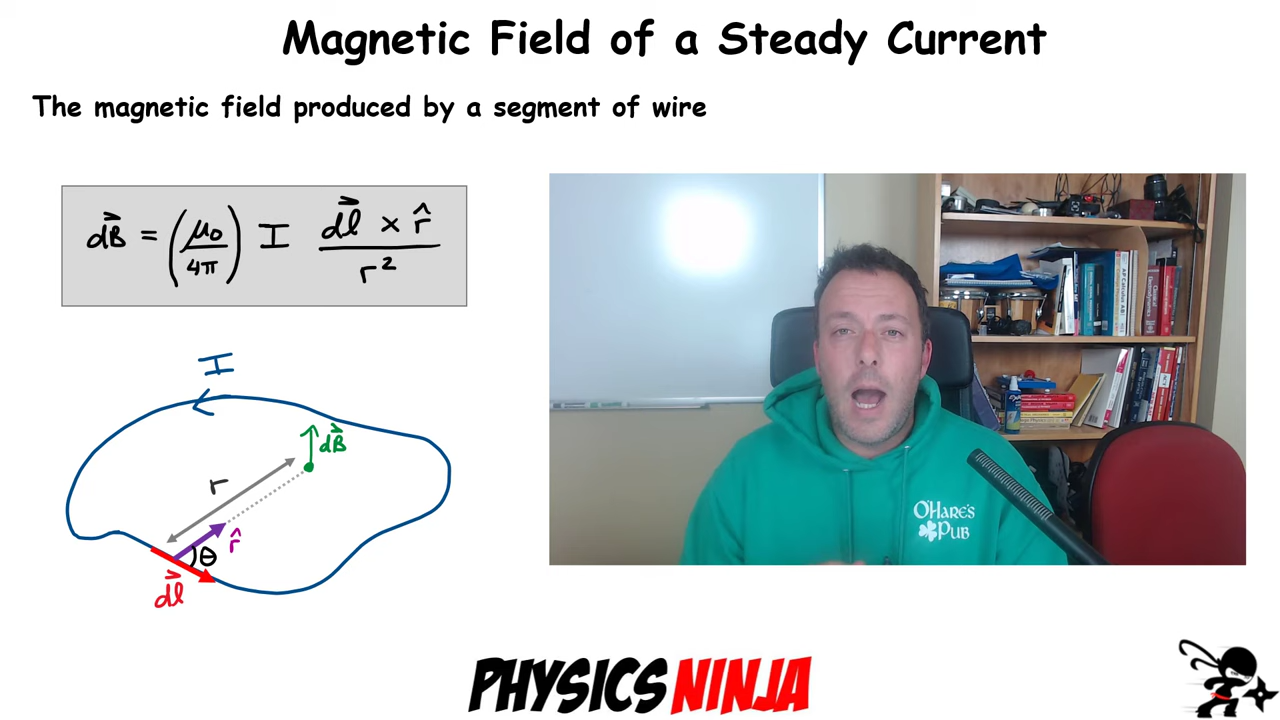 Magnetic Field of a Steady Current
The magnetic field produced by a segment of wire
dB⃗ = (μ₀/4π) I (dl⃗ × r̂)/r²
I
dB⃗
r
r̂
θ
dl⃗
O'HARE'S
PUB
PHYSICS NINJA